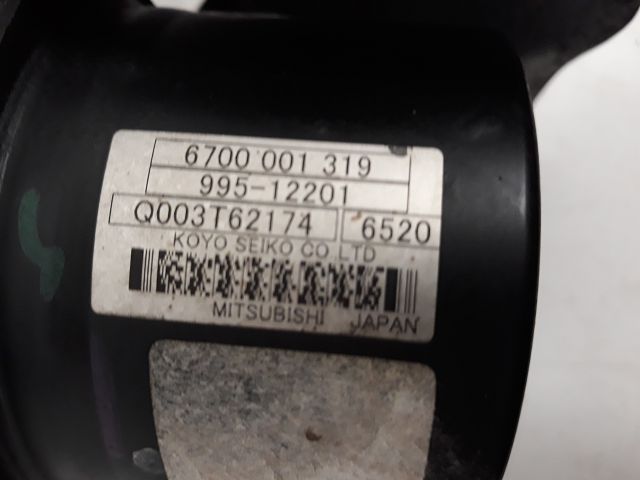 6700 001 319
995-12201
Q003T62174 6520
KOYO SEIKO CO LTD
MITSUBISHI JAPAN